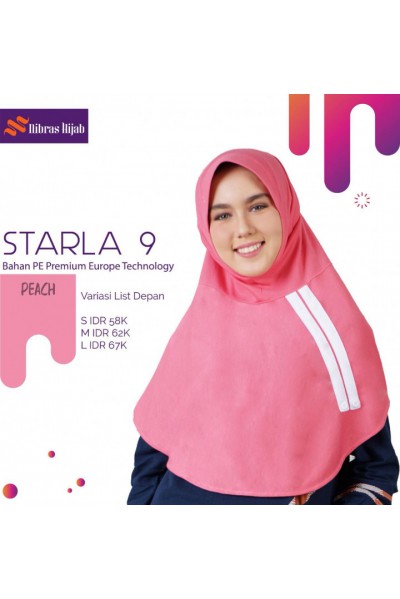 Nibras Hijab
STARLA 9
Bahan PE Premium Europe Technology
PEACH
Variasi List Depan
S IDR 58K
M IDR 62K
L IDR 67K